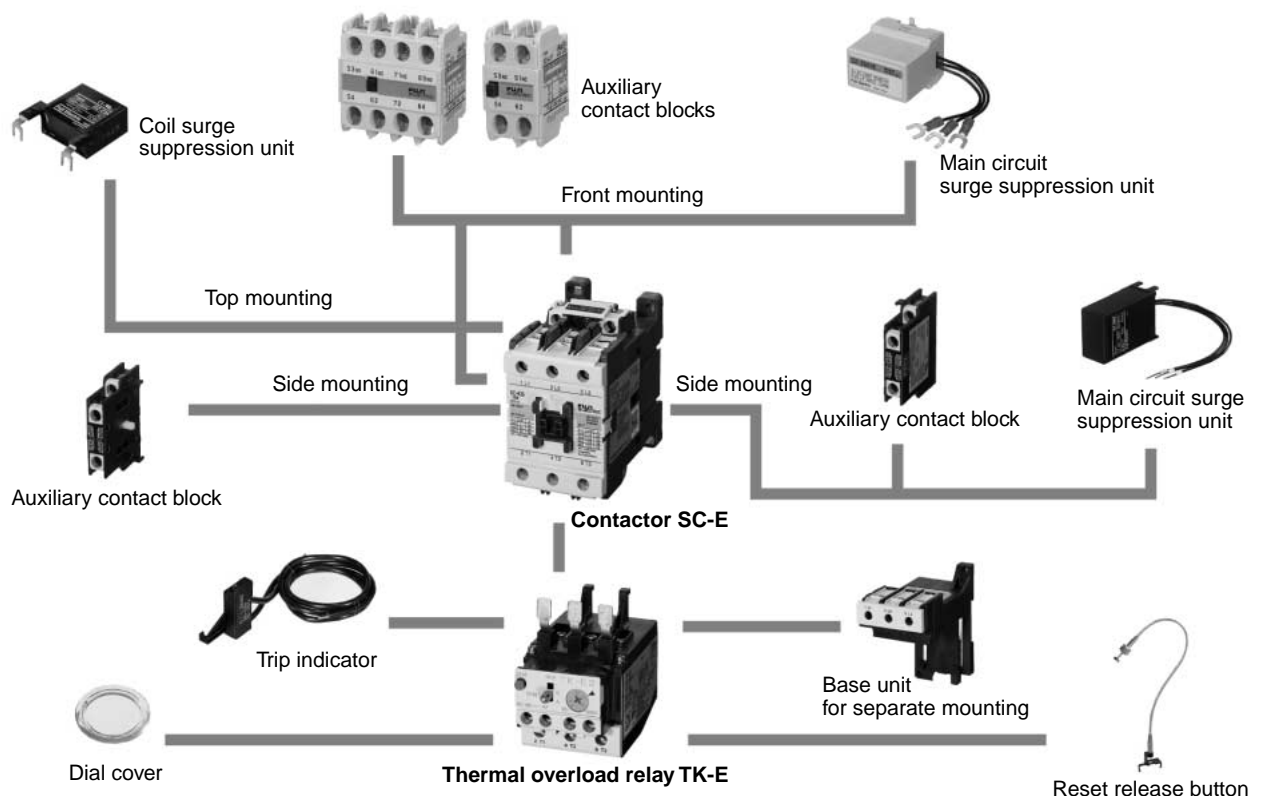 Coil surge
suppression unit
Auxiliary
contact blocks
Main circuit
surge suppression unit
Front mounting
Top mounting
Side mounting
Side mounting
Auxiliary contact block
Main circuit surge
suppression unit
Auxiliary contact block
Contactor SC-E
Trip indicator
Base unit
for separate mounting
Dial cover
Thermal overload relay TK-E
Reset release button